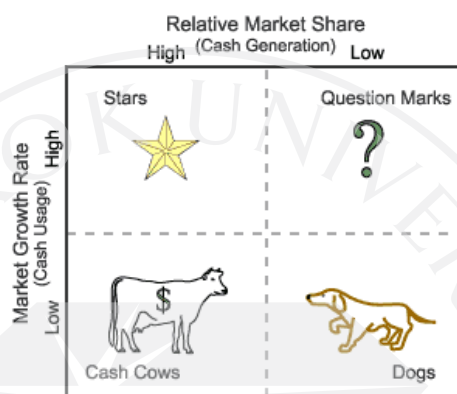 Relative Market Share
High (Cash Generation) Low
Stars
Question Marks
?
Market Growth Rate
(Cash Usage)
High
Low
$
Cash Cows
Dogs